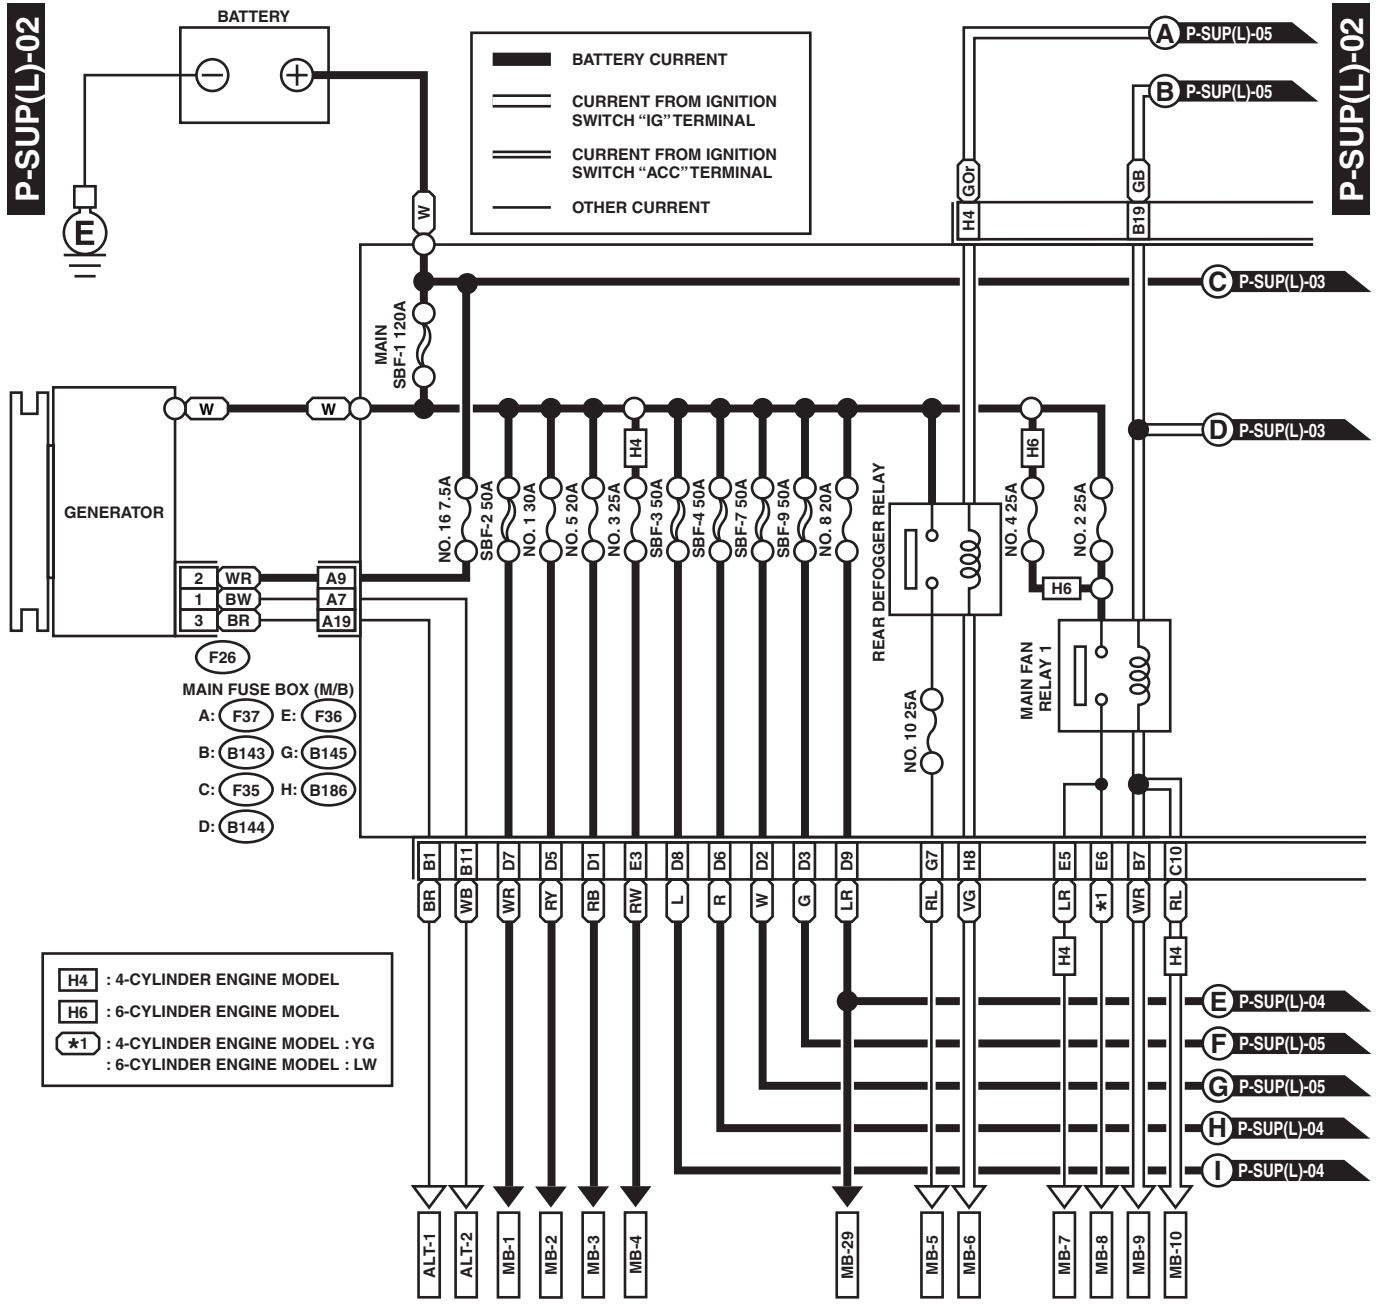 P-SUP(L)-02
BATTERY
−
+
E
W
BATTERY CURRENT
CURRENT FROM IGNITION
SWITCH “IG” TERMINAL
CURRENT FROM IGNITION
SWITCH “ACC” TERMINAL
OTHER CURRENT
A P-SUP(L)-05
B P-SUP(L)-05
P-SUP(L)-02
GOr
H4
GB
B19
C P-SUP(L)-03
MAIN
SBF-1 120A
W
W
D P-SUP(L)-03
GENERATOR
H4
H6
NO. 16 7.5A
SBF-2 50A
NO. 1 30A
NO. 5 20A
NO. 3 25A
SBF-3 50A
SBF-4 50A
SBF-7 50A
SBF-9 50A
NO. 8 20A
REAR DEFOGGER RELAY
NO. 4 25A
NO. 2 25A
H6
2 WR A9
1 BW A7
3 BR A19
F26
MAIN FAN
RELAY 1
NO. 10 25A
MAIN FUSE BOX (M/B)
A: F37 E: F36
B: B143 G: B145
C: F35 H: B186
D: B144
B1 B11 D7 D5 D1 E3 D8 D6 D2 D3 D9 G7 H8 E5 E6 B7 C10
BR WB WR RY RB RW L R W G LR RL VG LR *1 WR RL
H4 H4
H4 : 4-CYLINDER ENGINE MODEL
H6 : 6-CYLINDER ENGINE MODEL
*1 : 4-CYLINDER ENGINE MODEL : YG
: 6-CYLINDER ENGINE MODEL : LW
E P-SUP(L)-04
F P-SUP(L)-05
G P-SUP(L)-05
H P-SUP(L)-04
I P-SUP(L)-04
ALT-1 ALT-2 MB-1 MB-2 MB-3 MB-4 MB-29 MB-5 MB-6 MB-7 MB-8 MB-9 MB-10